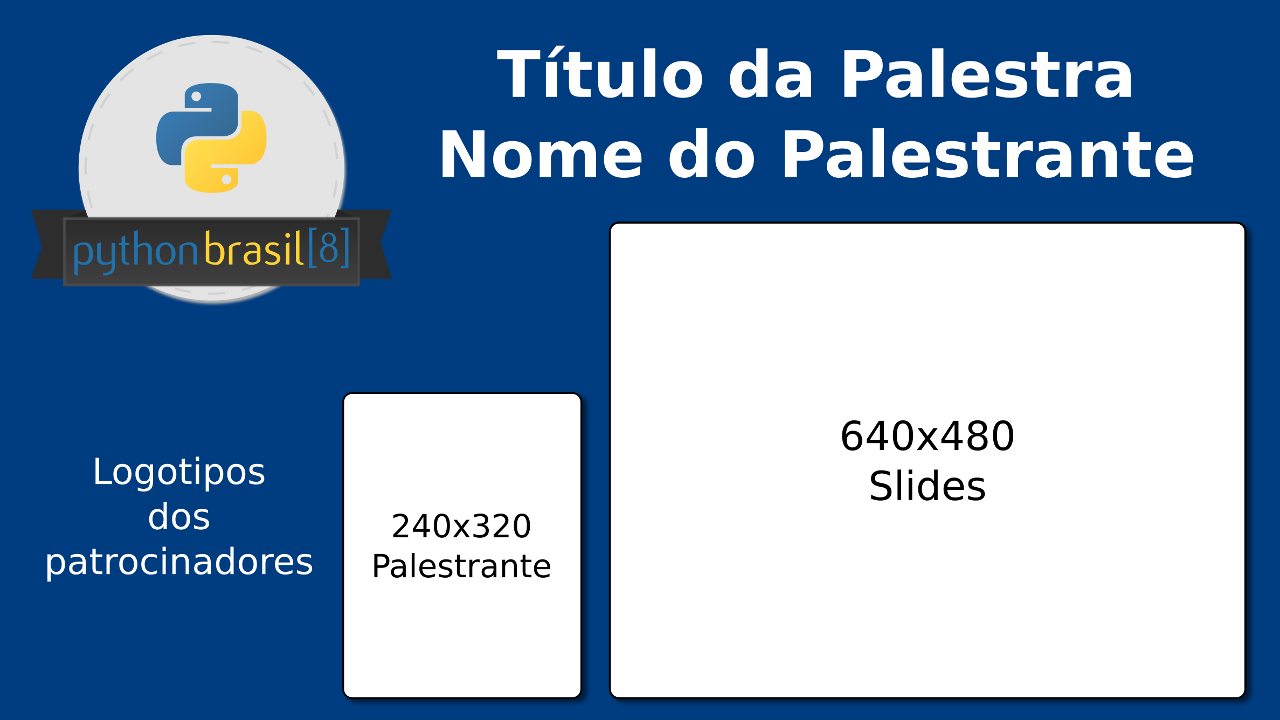 Título da Palestra
Nome do Palestrante
pythonbrasil[8]
640x480
Slides
Logotipos
dos
patrocinadores
240x320
Palestrante